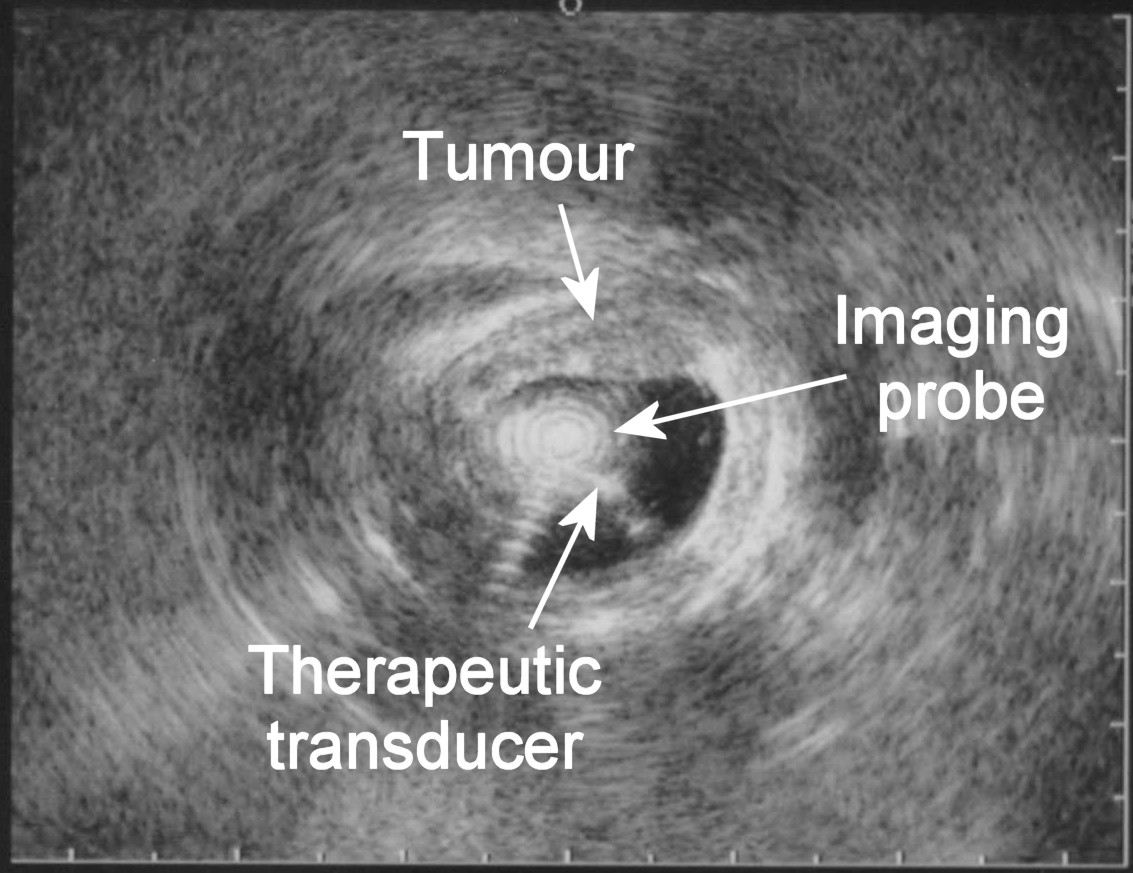 Tumour
Imaging
probe
Therapeutic
transducer